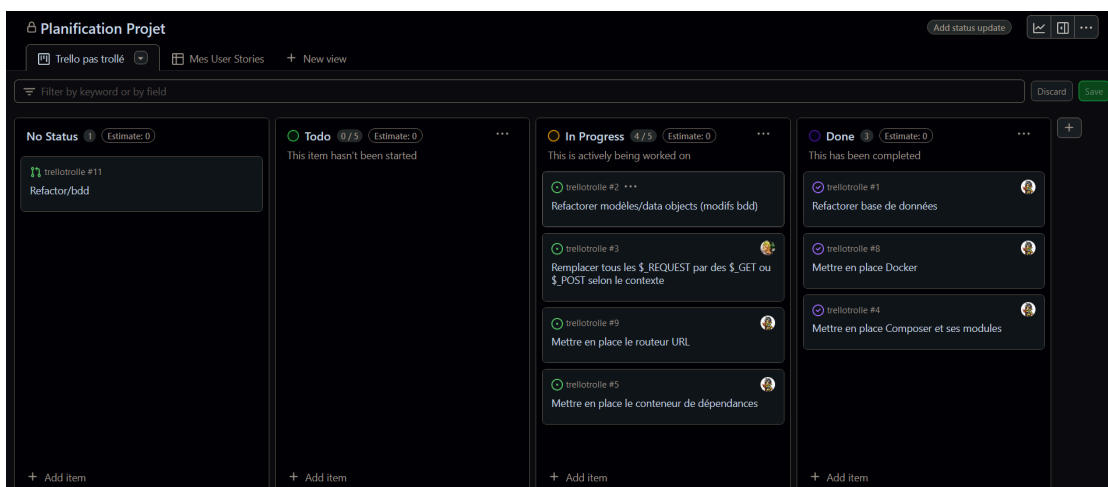 Planification Projet
Add status update
Trello pas trollé
Mes User Stories
+ New view
Filter by keyword or by field
Discard
Save
No Status 1 Estimate: 0
trellotrolle #11
Refactor/bdd
+ Add item
Todo 0 / 5 Estimate: 0
This item hasn't been started
+ Add item
In Progress 4 / 5 Estimate: 0
This is actively being worked on
trellotrolle #2
Refactorer modèles/data objects (modifs bdd)
trellotrolle #3
Remplacer tous les $_REQUEST par des $_GET ou
$_POST selon le contexte
trellotrolle #9
Mettre en place le routeur URL
trellotrolle #5
Mettre en place le conteneur de dépendances
+ Add item
Done 3 Estimate: 0
This has been completed
trellotrolle #1
Refactorer base de données
trellotrolle #8
Mettre en place Docker
trellotrolle #4
Mettre en place Composer et ses modules
+ Add item